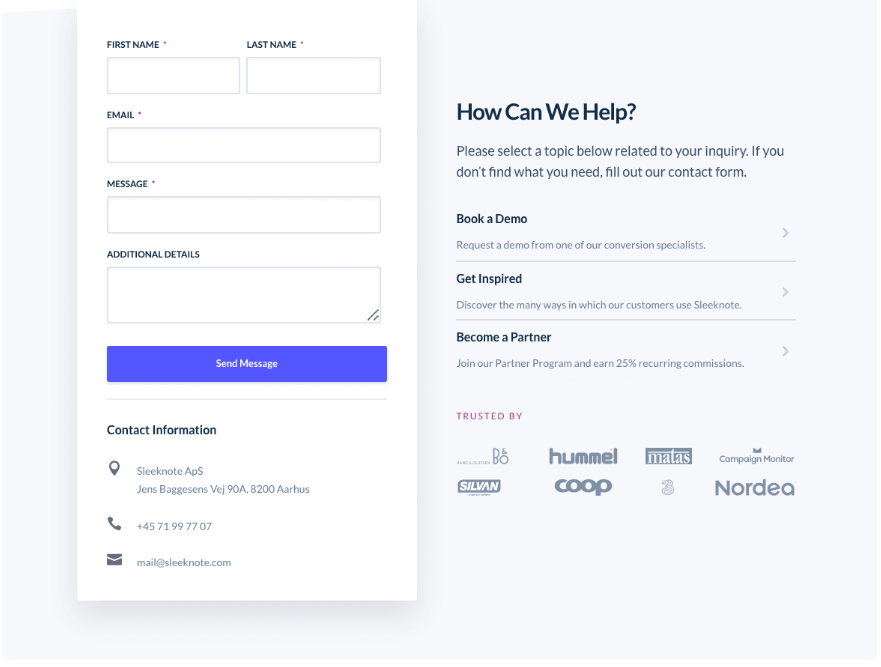 FIRST NAME *
LAST NAME *
EMAIL *
MESSAGE *
ADDITIONAL DETAILS
Send Message
Contact Information
Sleeknote ApS
Jens Baggesens Vej 90A, 8200 Aarhus
+45 71 99 77 07
mail@sleeknote.com
How Can We Help?
Please select a topic below related to your inquiry. If you
don't find what you need, fill out our contact form.
Book a Demo
Request a demo from one of our conversion specialists.
Get Inspired
Discover the many ways in which our customers use Sleeknote.
Become a Partner
Join our Partner Program and earn 25% recurring commissions.
TRUSTED BY
hummel
matas
Campaign Monitor
SILVAN
coop
3
Nordea